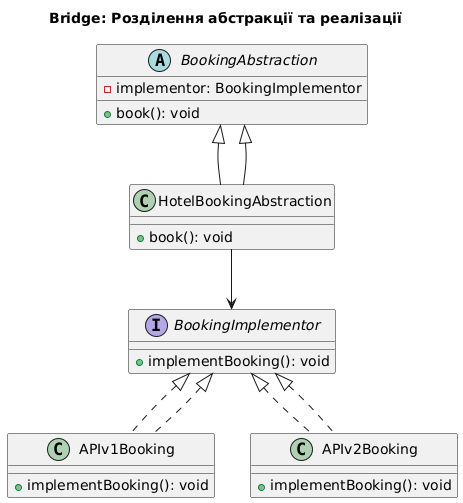 Bridge: Розділення абстракції та реалізації
A BookingAbstraction
implementor: BookingImplementor
book(): void
C HotelBookingAbstraction
book(): void
I BookingImplementor
implementBooking(): void
C APIv1Booking
implementBooking(): void
C APIv2Booking
implementBooking(): void